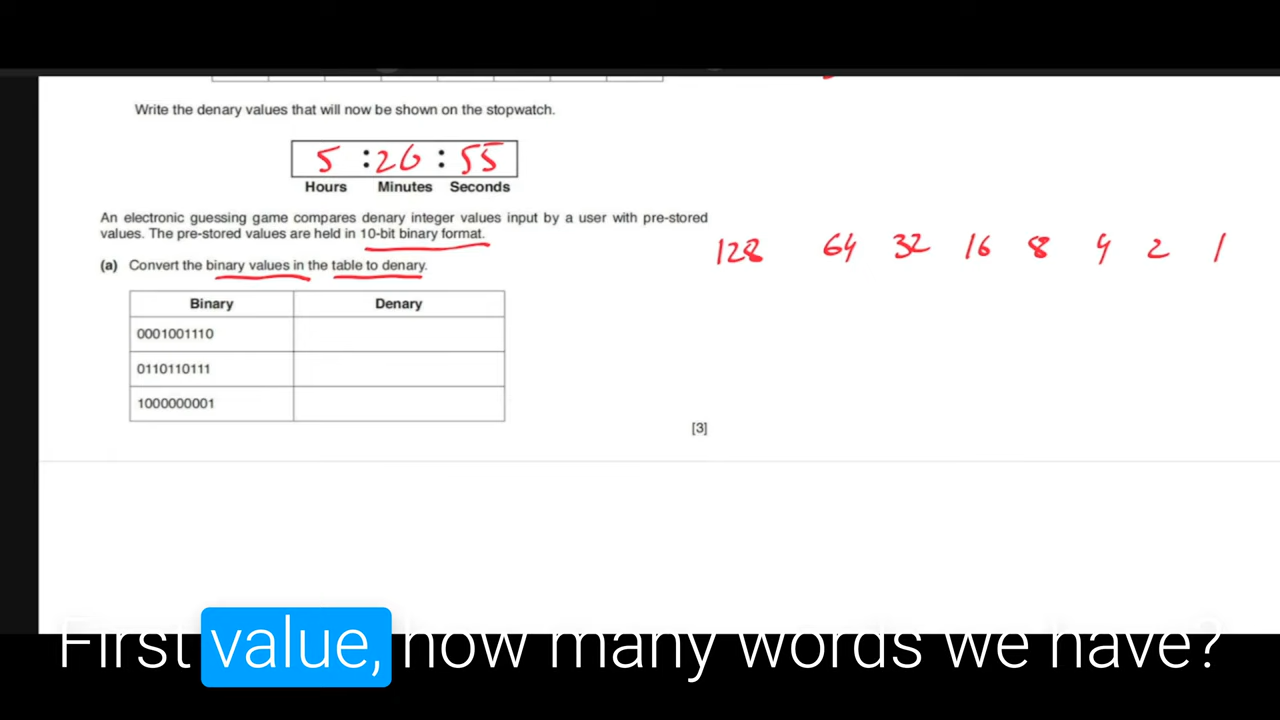 Write the denary values that will now be shown on the stopwatch.
5 : 26 : 55
Hours Minutes Seconds
An electronic guessing game compares denary integer values input by a user with pre-stored
values. The pre-stored values are held in 10-bit binary format.
128 64 32 16 8 4 2 1
(a) Convert the binary values in the table to denary.
Binary Denary
0001001110
0110110111
1000000001
[3]
First value, how many words we have?